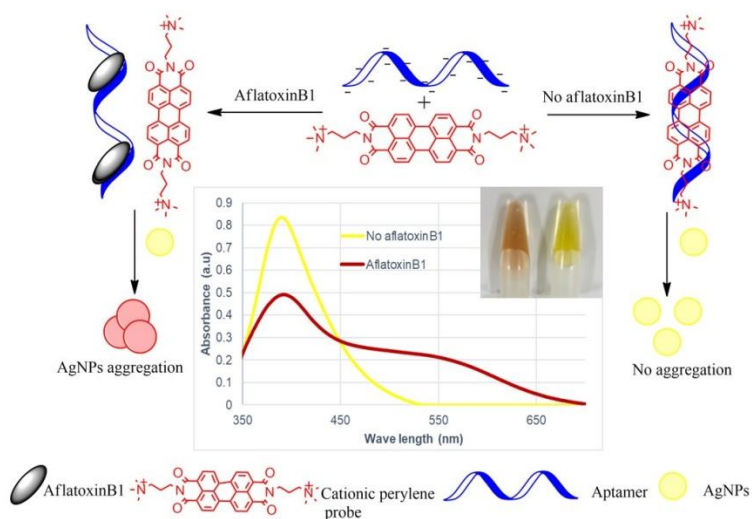 AflatoxinB1
+
No aflatoxinB1
AgNPs aggregation
Absorbance (a.u)
0.9
0.8
0.7
0.6
0.5
0.4
0.3
0.2
0.1
0
350
450
550
650
Wave length (nm)
No aflatoxinB1
AflatoxinB1
No aggregation
AflatoxinB1
Cationic perylene
probe
Aptamer
AgNPs